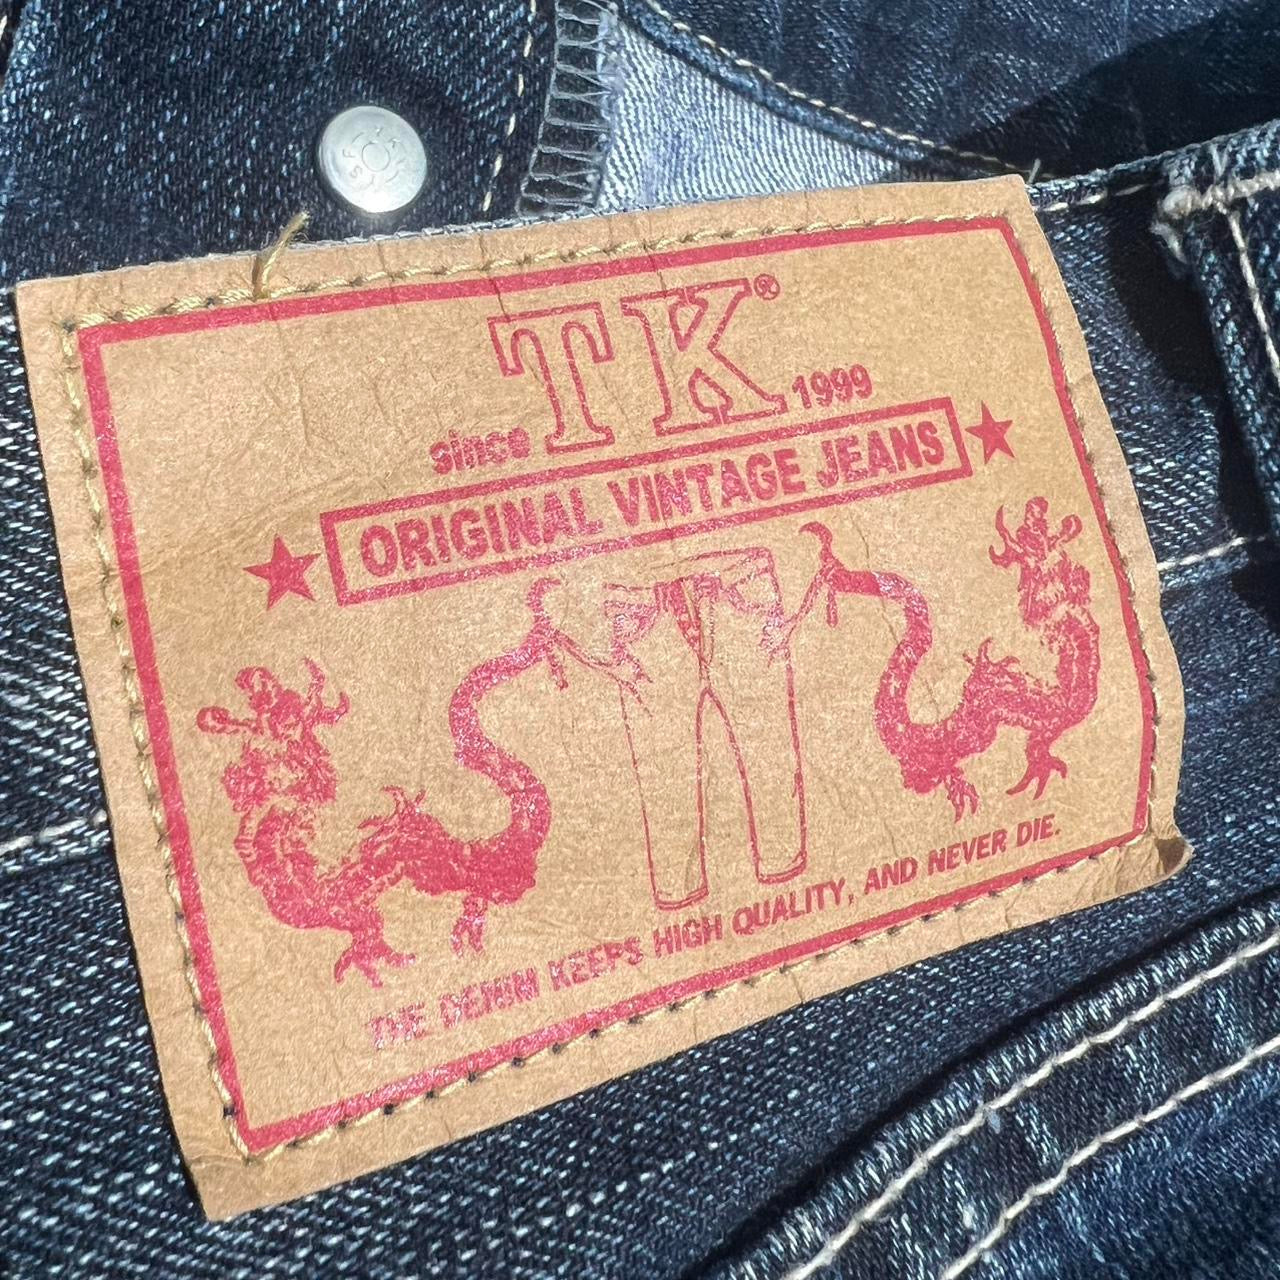 TK®
since 1999
ORIGINAL VINTAGE JEANS
THE DENIM KEEPS HIGH QUALITY, AND NEVER DIE.